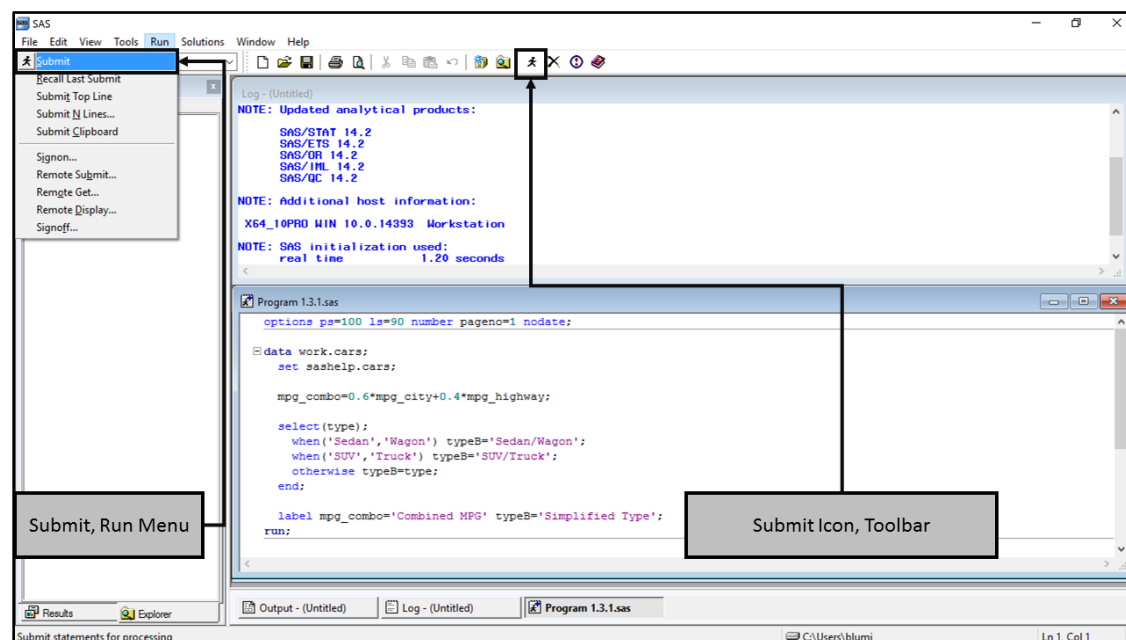 SAS
File Edit View Tools Run Solutions Window Help
Submit
Recall Last Submit
Submit Top Line
Submit N Lines...
Submit Clipboard
Signon...
Remote Submit...
Remote Get...
Remote Display...
Signoff...
Log - (Untitled)
NOTE: Updated analytical products:
SAS/STAT 14.2
SAS/ETS 14.2
SAS/OR 14.2
SAS/IML 14.2
SAS/QC 14.2
NOTE: Additional host information:
X64_10PRO WIN 10.0.14393 Workstation
NOTE: SAS initialization used:
real time 1.20 seconds
Program 1.3.1.sas
options ps=100 ls=90 number pageno=1 nodate;
data work.cars;
set sashelp.cars;
mpg_combo=0.6*mpg_city+0.4*mpg_highway;
select(type);
when('Sedan','Wagon') typeB='Sedan/Wagon';
when('SUV','Truck') typeB='SUV/Truck';
otherwise typeB=type;
end;
label mpg_combo='Combined MPG' typeB='Simplified Type';
run;
Submit, Run Menu
Submit Icon, Toolbar
Results
Explorer
Output - (Untitled)
Log - (Untitled)
Program 1.3.1.sas
Submit statements for processing
C:\Users\blumj
Ln 1, Col 1